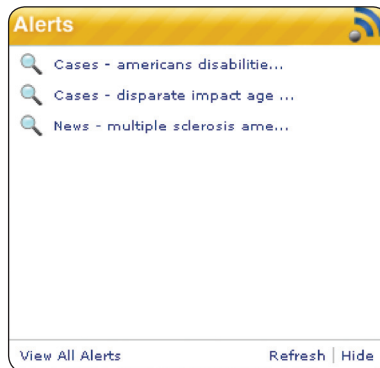 Alerts
Cases - americans disabilitie...
Cases - disparate impact age ...
News - multiple sclerosis ame...
View All Alerts Refresh | Hide